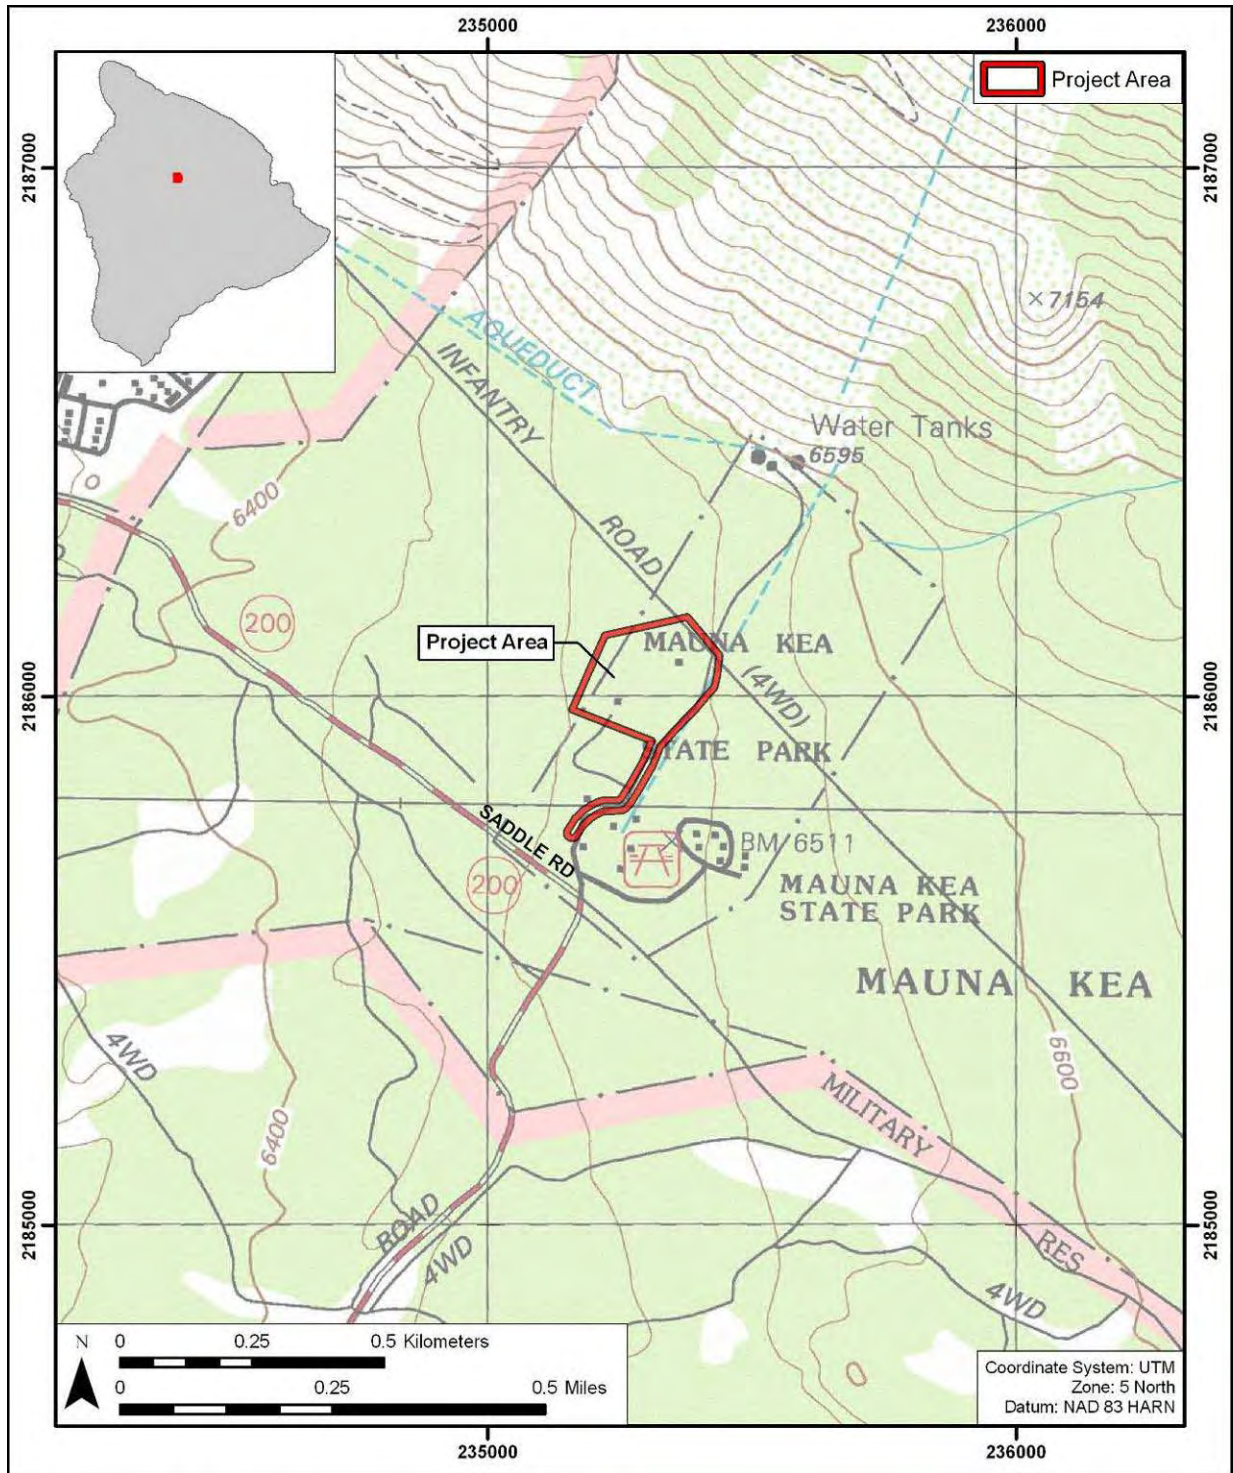 235000
236000
Project Area
2187000
2187000
7154
AQUEDUCT
INFANTRY
Water Tanks
6595
6400
ROAD
200
Project Area
MAUNA KEA
2186000
2186000
(4WD)
STATE PARK
SADDLE RD
BM 6511
200
MAUNA KEA
STATE PARK
MAUNA KEA
4WD
6600
6400
MILITARY
ROAD
2185000
2185000
4WD
RES
4WD
N
0 0.25 0.5 Kilometers
0 0.25 0.5 Miles
Coordinate System: UTM
Zone: 5 North
Datum: NAD 83 HARN
235000
236000